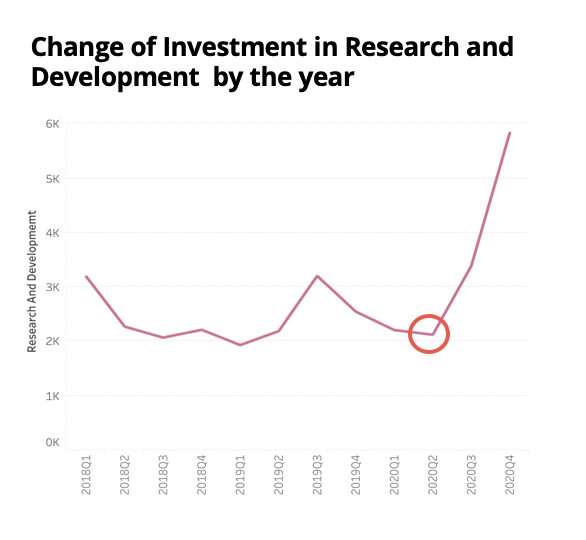 Change of Investment in Research and
Development  by the year
6K
5K
4K
3K
2K
1K
0K
Research And Developmemt
2018Q1
2018Q2
2018Q3
2018Q4
2019Q1
2019Q2
2019Q3
2019Q4
2020Q1
2020Q2
2020Q3
2020Q4